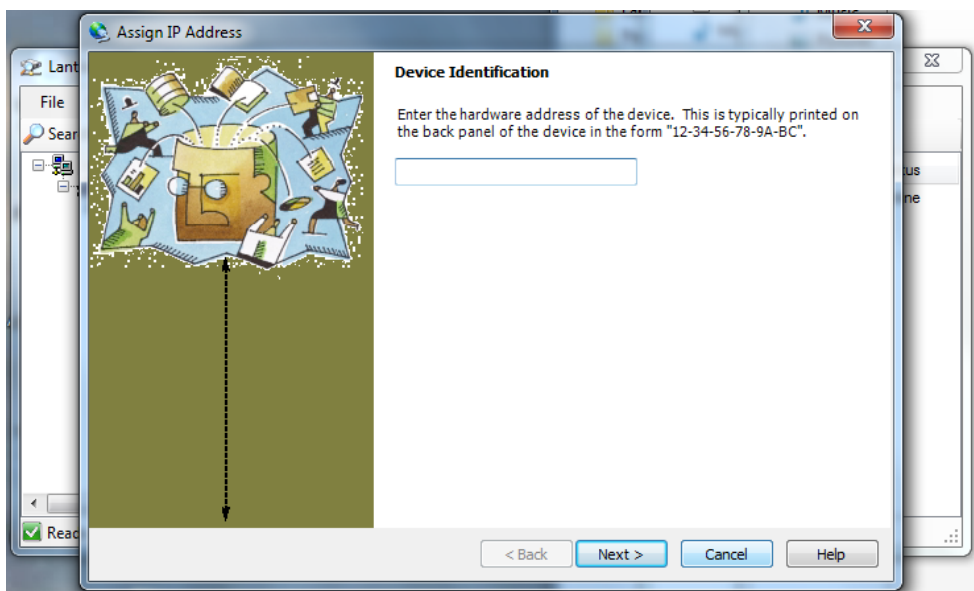 Assign IP Address
Lant
File
Sear
Device Identification
Enter the hardware address of the device. This is typically printed on
the back panel of the device in the form "12-34-56-78-9A-BC".
tus
ne
Read
< Back
Next >
Cancel
Help